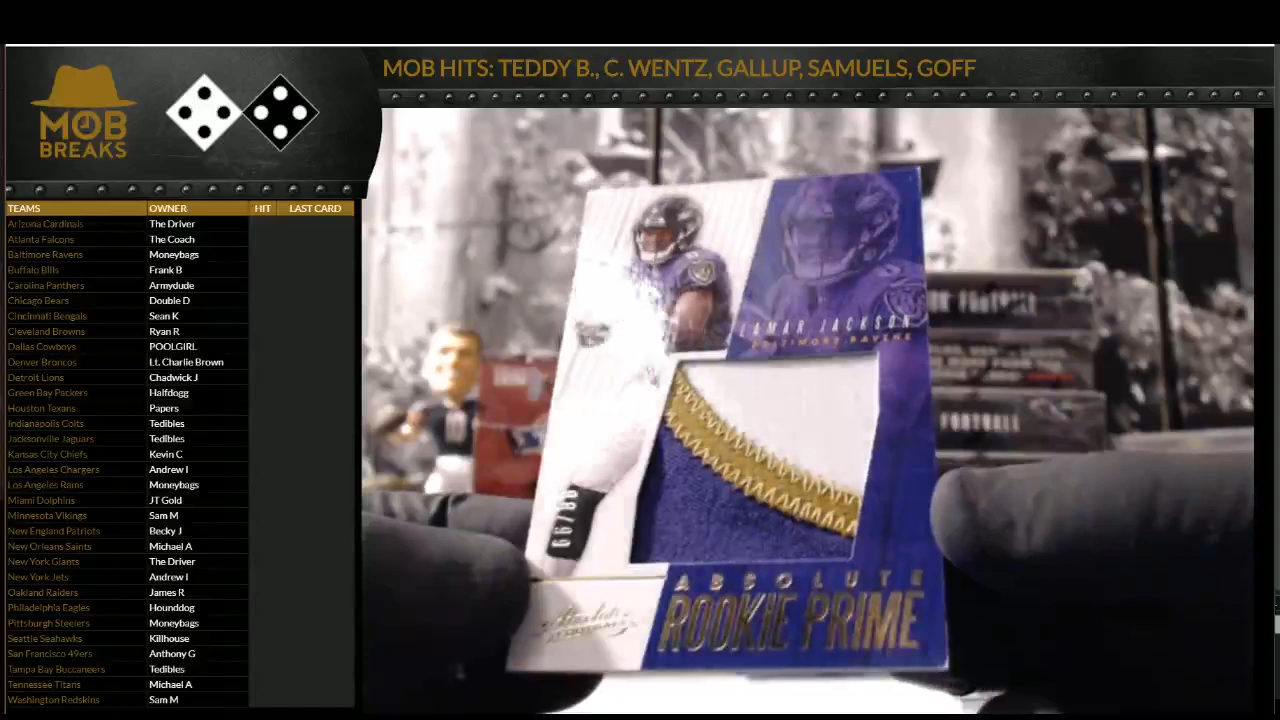 MOB HITS: TEDDY B., C. WENTZ, GALLUP, SAMUELS, GOFF
MOB
BREAKS
TEAMS OWNER HIT LAST CARD
Arizona Cardinals The Driver
Atlanta Falcons The Coach
Baltimore Ravens Moneybags
Buffalo Bills Frank B
Carolina Panthers Armydude
Chicago Bears Double D
Cincinnati Bengals Sean K
Cleveland Browns Ryan R
Dallas Cowboys POOLGIRL
Denver Broncos Lt. Charlie Brown
Detroit Lions Chadwick J
Green Bay Packers Halfdogg
Houston Texans Papers
Indianapolis Colts Tedibles
Jacksonville Jaguars Tedibles
Kansas City Chiefs Kevin C
Los Angeles Chargers Andrew I
Los Angeles Rams Moneybags
Miami Dolphins JT Gold
Minnesota Vikings Sam M
New England Patriots Becky J
New Orleans Saints Michael A
New York Giants The Driver
New York Jets Andrew I
Oakland Raiders James R
Philadelphia Eagles Hounddog
Pittsburgh Steelers Moneybags
Seattle Seahawks Killhouse
San Francisco 49ers Anthony G
Tampa Bay Buccaneers Tedibles
Tennessee Titans Michael A
Washington Redskins Sam M
LAMAR JACKSON
BALTIMORE RAVENS
ABSOLUTE
ROOKIE PRIME
Absolute
FOOTBALL